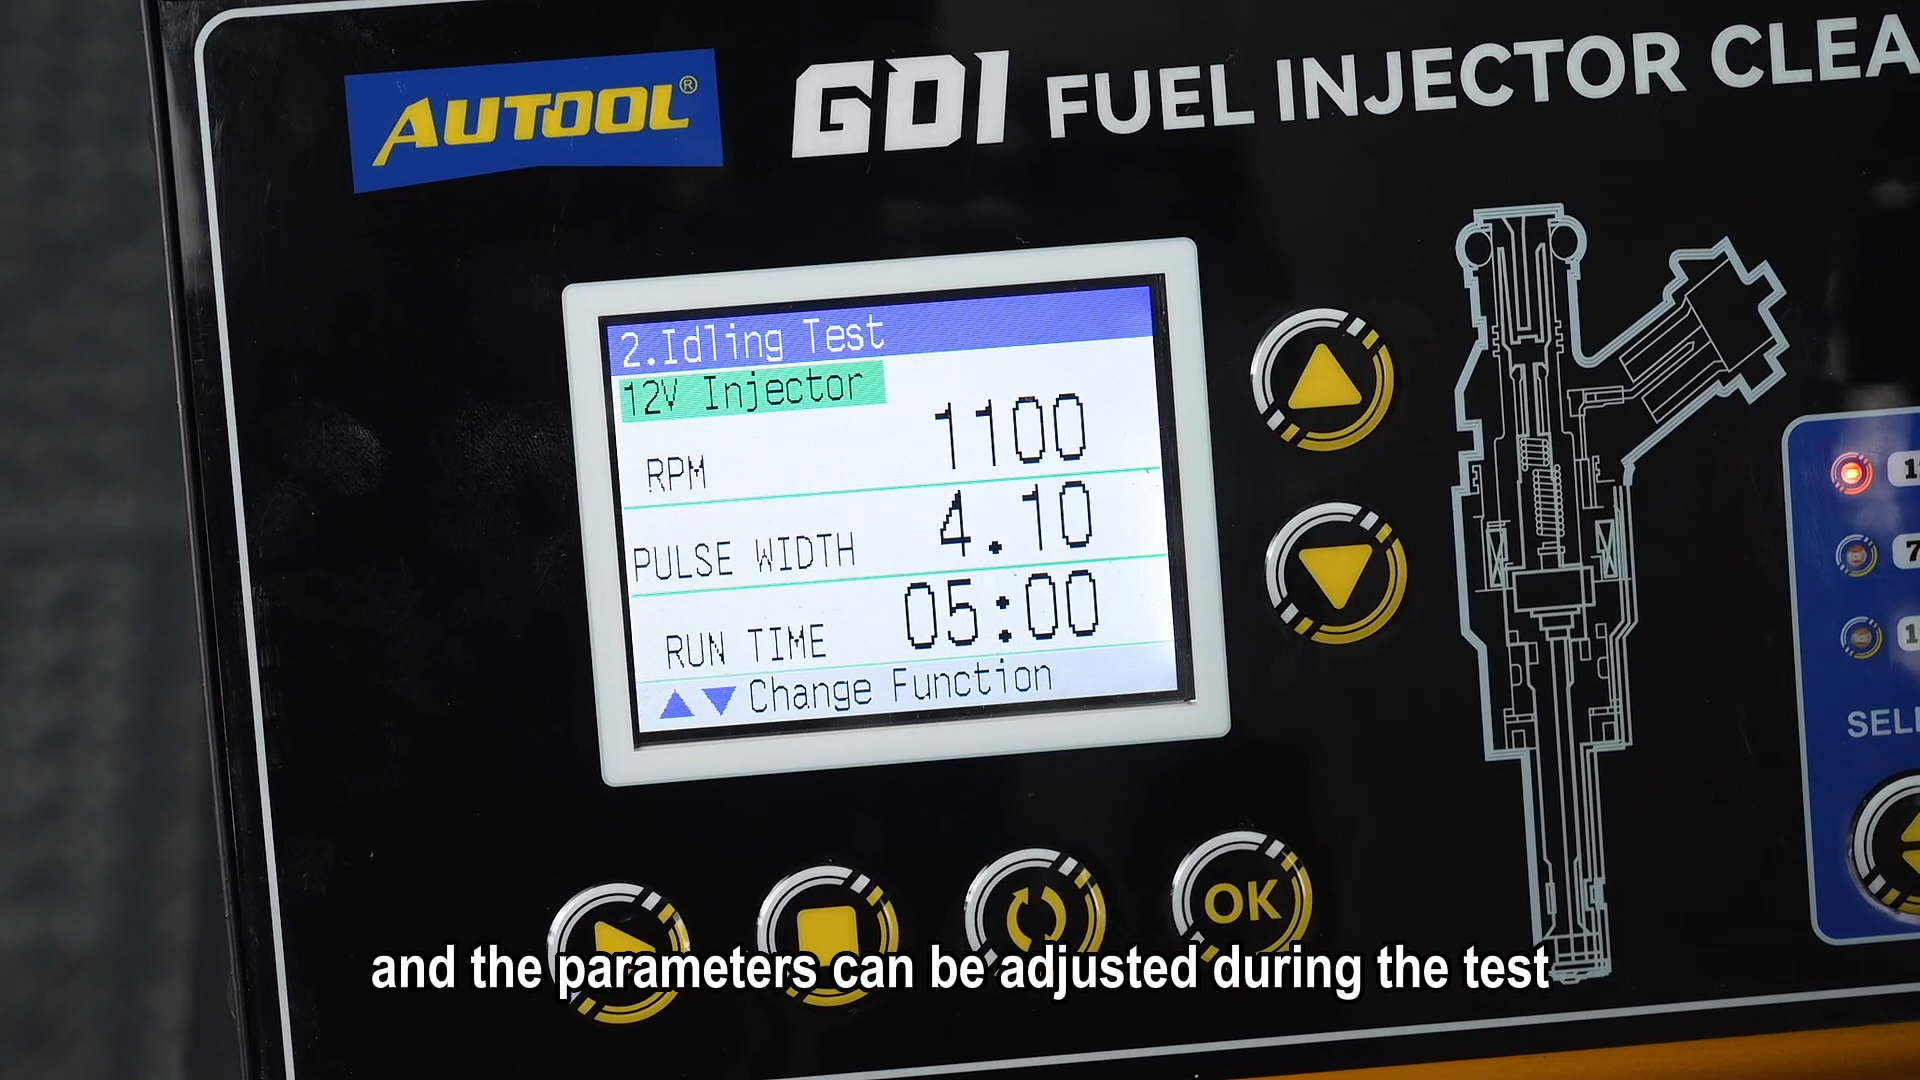 AUTOOL®
GDI FUEL INJECTOR CLEA
2.Idling Test
12V Injector
RPM 1100
PULSE WIDTH 4.10
RUN TIME 05:00
▲▼Change Function
OK
and the parameters can be adjusted during the test